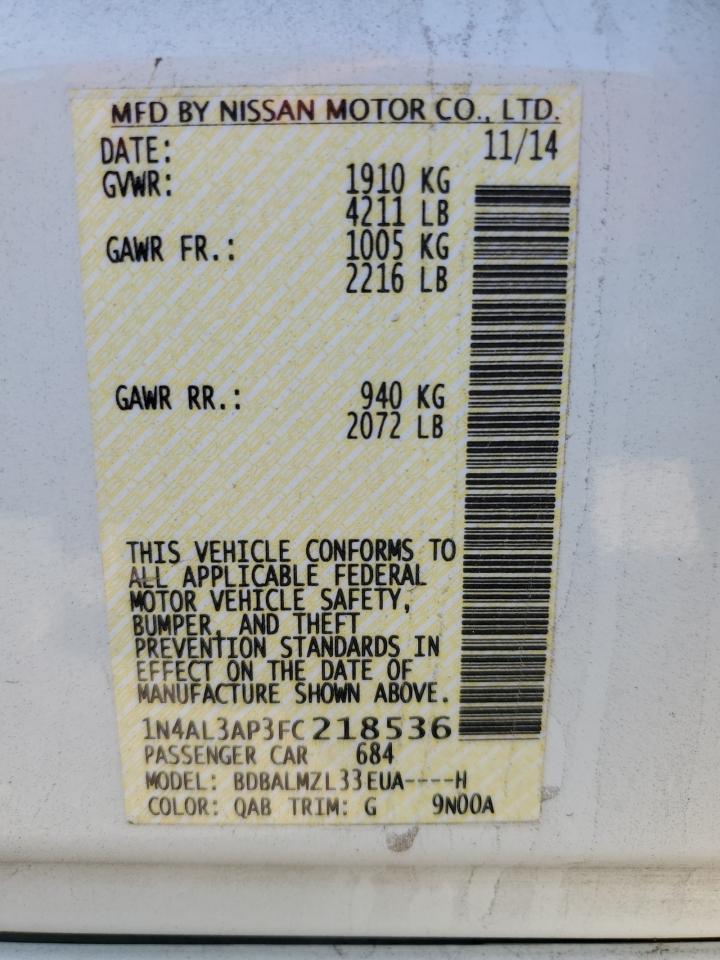 MFD BY NISSAN MOTOR CO., LTD.
DATE: 11/14
GVWR: 1910 KG
4211 LB
GAWR FR.: 1005 KG
2216 LB
GAWR RR.: 940 KG
2072 LB
THIS VEHICLE CONFORMS TO
ALL APPLICABLE FEDERAL
MOTOR VEHICLE SAFETY,
BUMPER, AND THEFT
PREVENTION STANDARDS IN
EFFECT ON THE DATE OF
MANUFACTURE SHOWN ABOVE.
1N4AL3AP3FC218536
PASSENGER CAR 684
MODEL: BDBALMZL33EUA----H
COLOR: QAB TRIM: G 9N00A